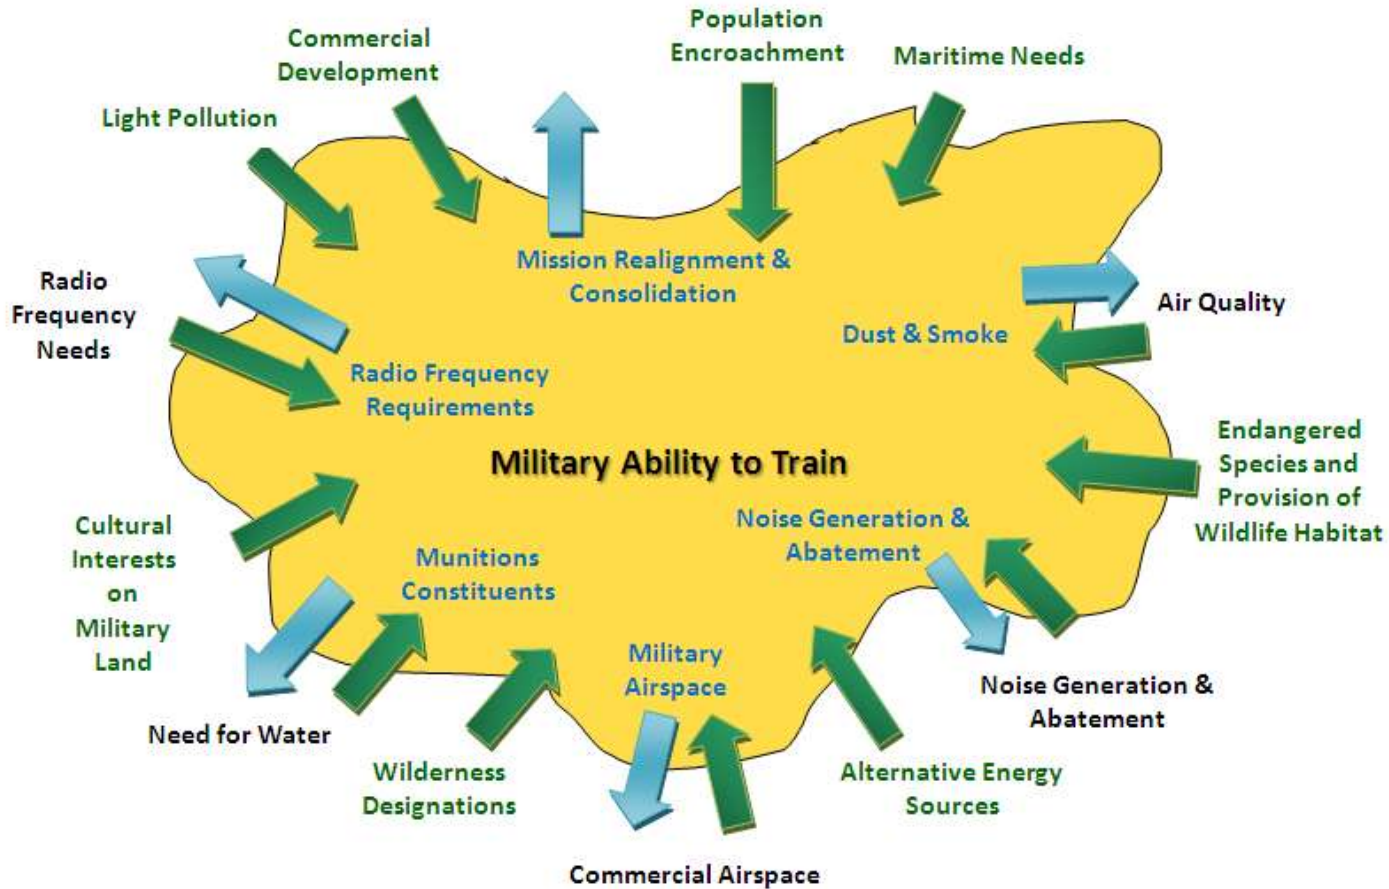 Population
Encroachment
Commercial
Development
Maritime Needs
Light Pollution
Mission Realignment &
Consolidation
Radio
Frequency
Needs
Air Quality
Dust & Smoke
Radio Frequency
Requirements
Military Ability to Train
Endangered
Species and
Provision of
Wildlife Habitat
Noise Generation &
Abatement
Cultural
Interests
on
Military
Land
Munitions
Constituents
Military
Airspace
Noise Generation &
Abatement
Need for Water
Wilderness
Designations
Alternative Energy
Sources
Commercial Airspace